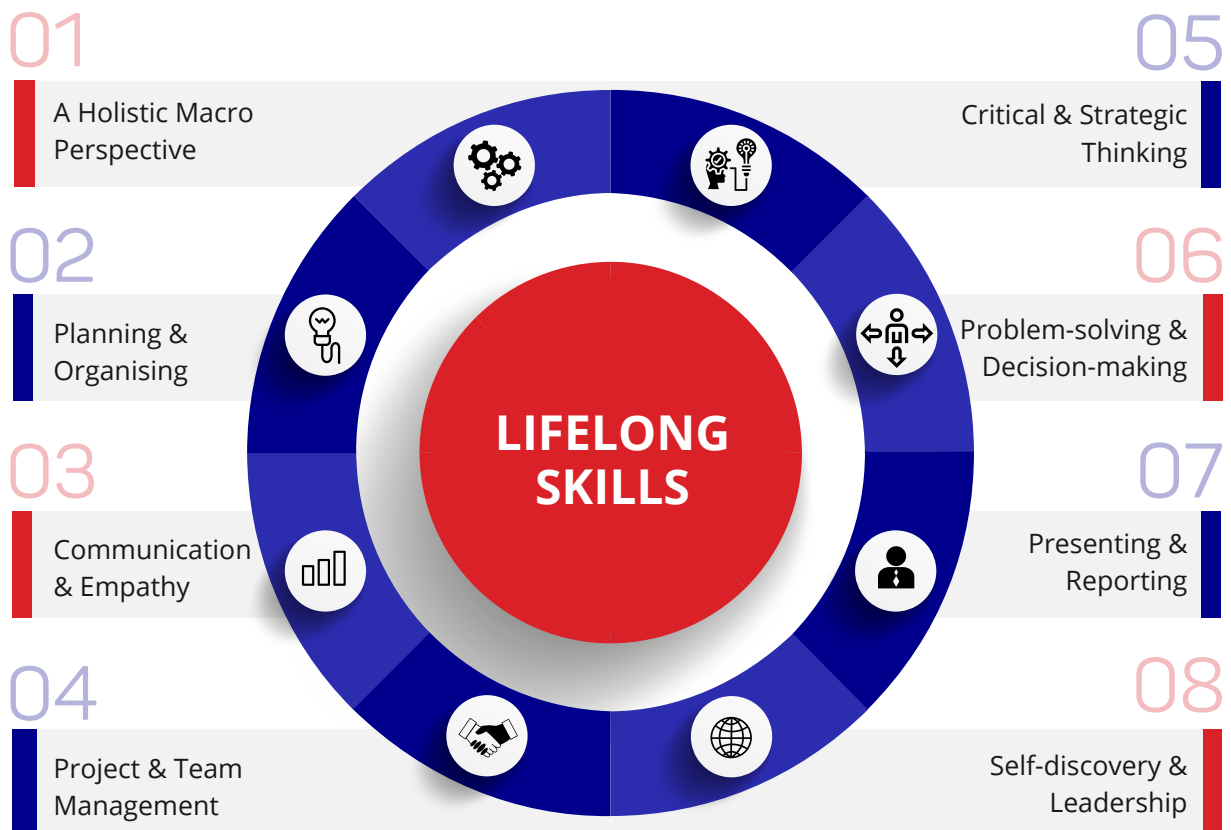 01
A Holistic Macro
Perspective
02
Planning &
Organising
03
Communication
& Empathy
04
Project & Team
Management
LIFELONG
SKILLS
05
Critical & Strategic
Thinking
06
Problem-solving &
Decision-making
07
Presenting &
Reporting
08
Self-discovery &
Leadership